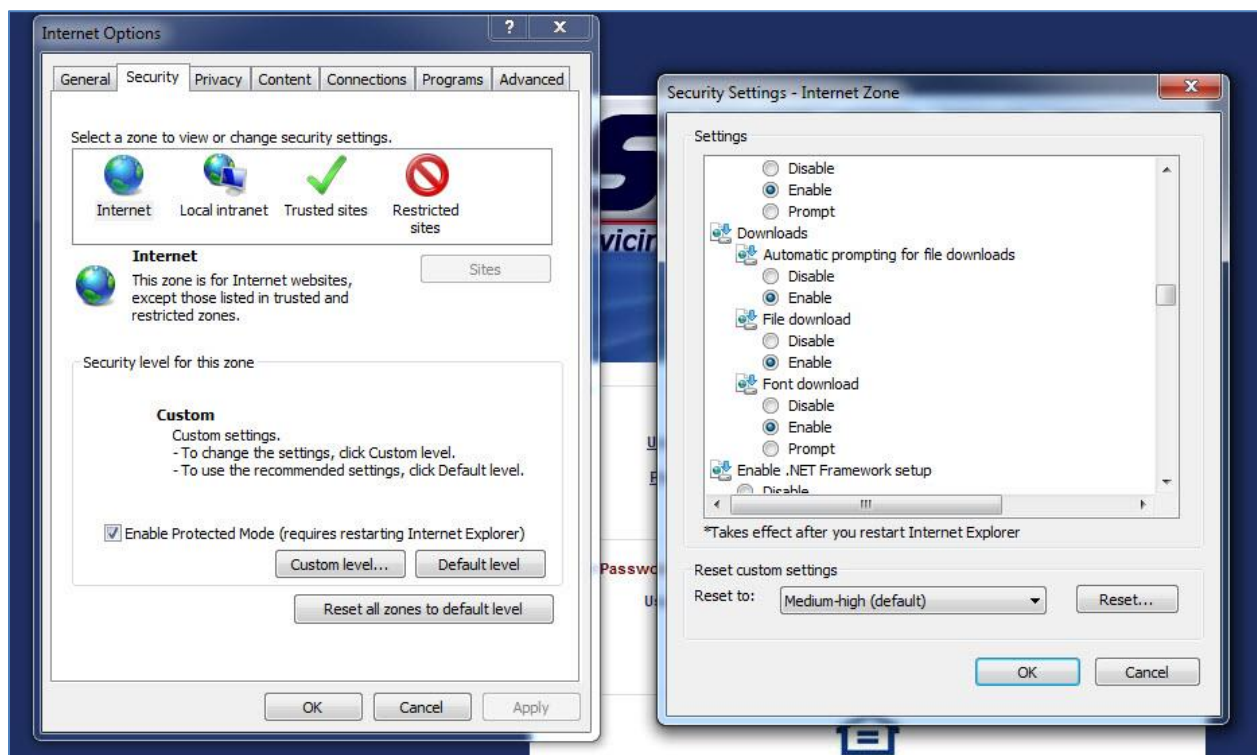 Internet Options
General Security Privacy Content Connections Programs Advanced
Select a zone to view or change security settings.
Internet
Local intranet
Trusted sites
Restricted
sites
Internet
This zone is for Internet websites,
except those listed in trusted and
restricted zones.
Sites
Security level for this zone
Custom
Custom settings.
- To change the settings, click Custom level.
- To use the recommended settings, click Default level.
Enable Protected Mode (requires restarting Internet Explorer)
Custom level... Default level
Reset all zones to default level
OK Cancel Apply
Security Settings - Internet Zone
Settings
Disable
Enable
Prompt
Downloads
Automatic prompting for file downloads
Disable
Enable
File download
Disable
Enable
Font download
Disable
Enable
Prompt
Enable .NET Framework setup
Disable
*Takes effect after you restart Internet Explorer
Reset custom settings
Reset to: Medium-high (default) Reset...
OK Cancel